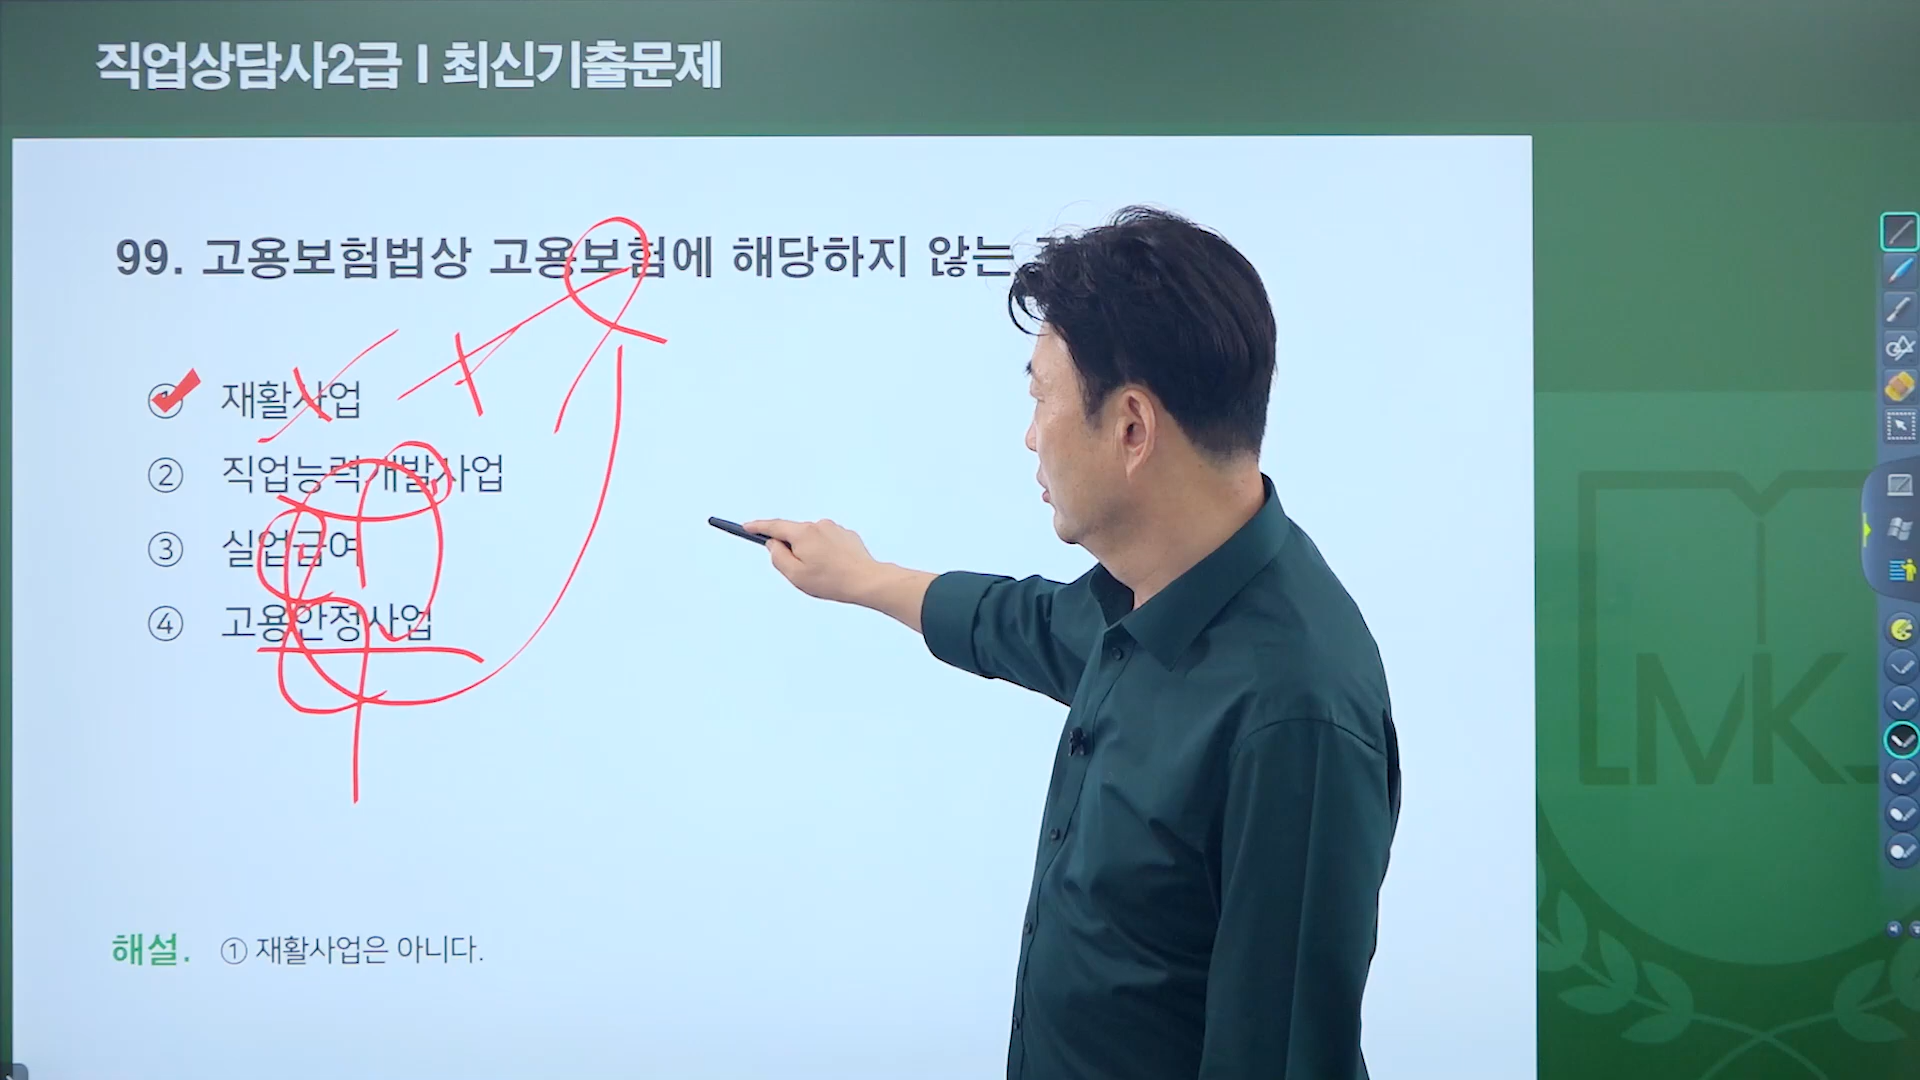 직업상담사2급 I 최신기출문제
99. 고용보험법상 고용보험에 해당하지 않는
① 재활사업
② 직업능력개발사업
③ 실업급여
④ 고용안정사업
해설. ① 재활사업은 아니다.
MK